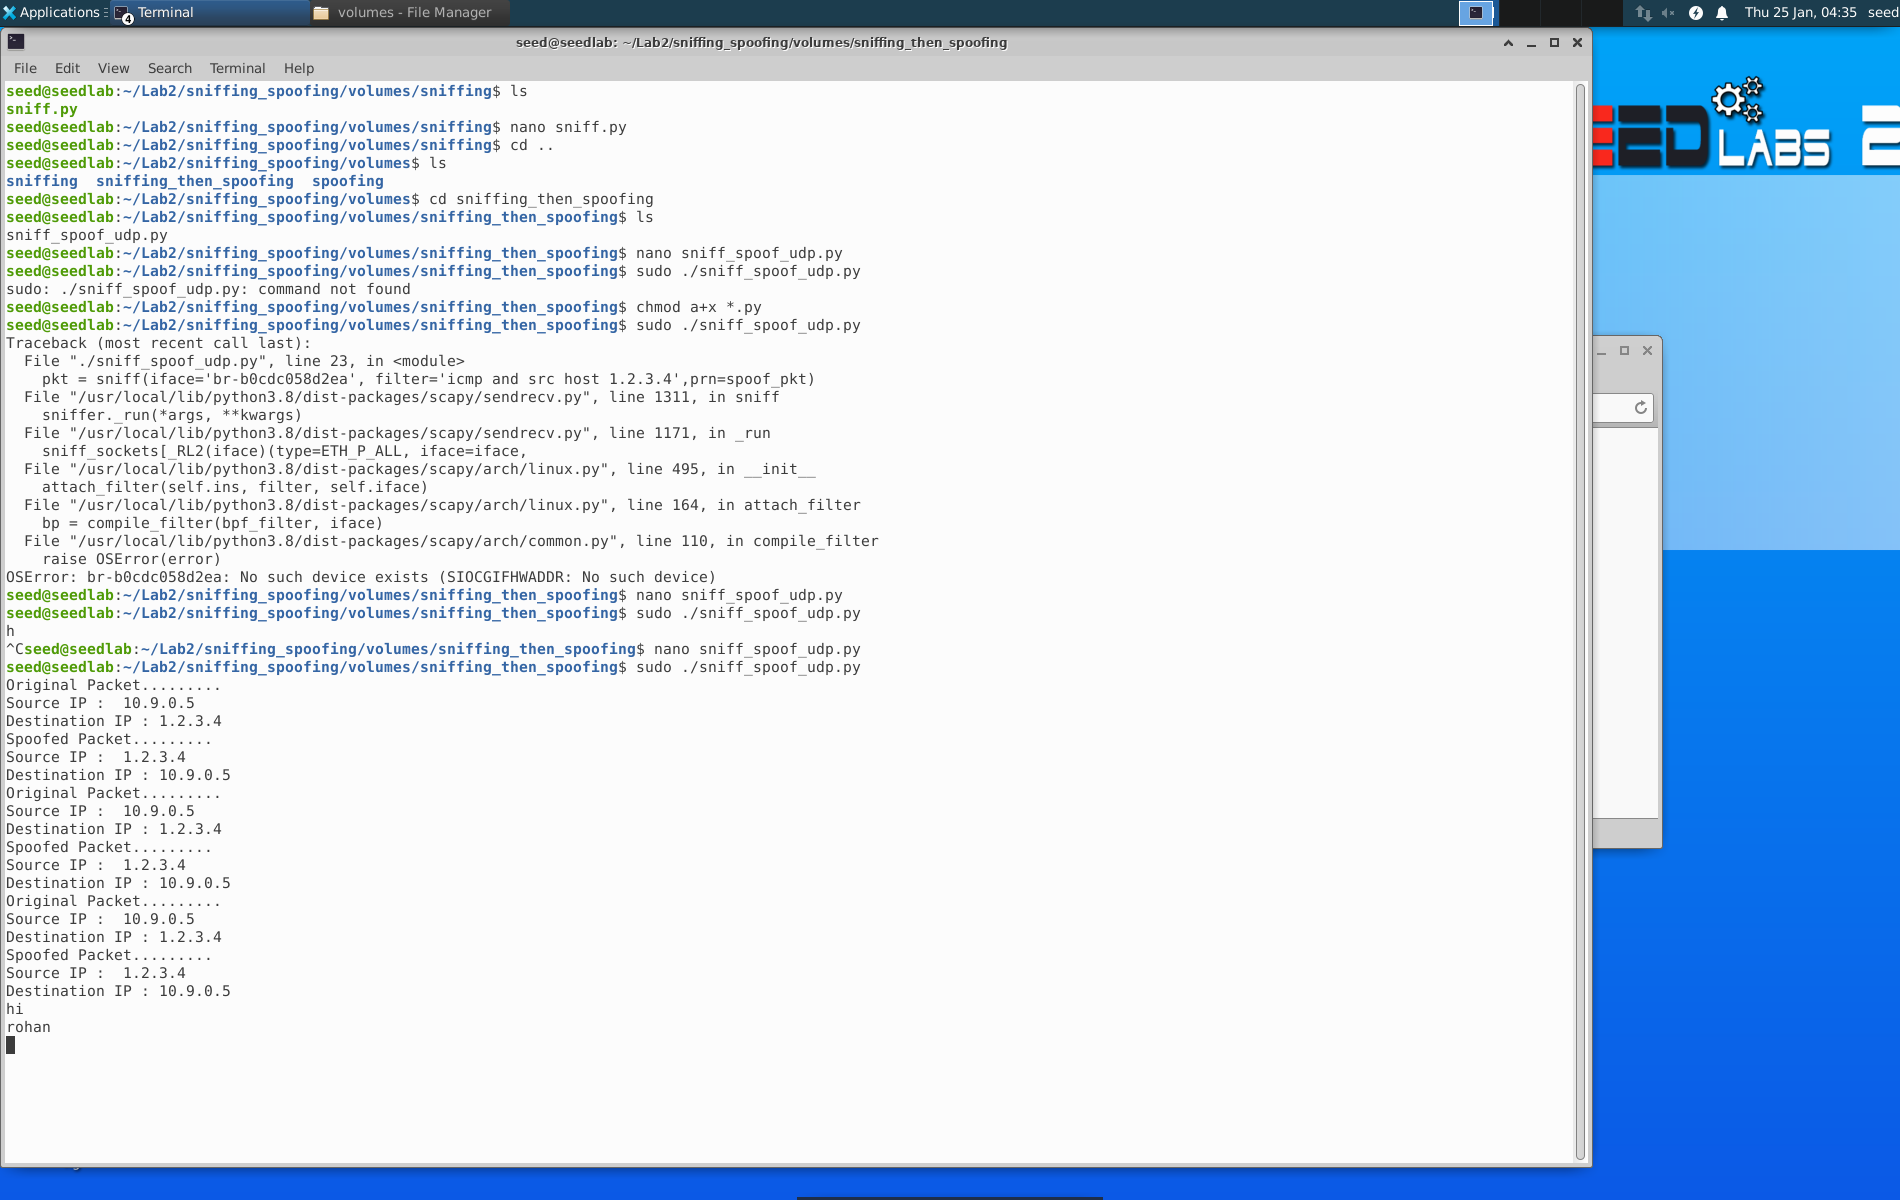 Applications
4
Terminal
volumes - File Manager
Thu 25 Jan, 04:35
seed
seed@seedlab: ~/Lab2/sniffing_spoofing/volumes/sniffing_then_spoofing
File Edit View Search Terminal Help
seed@seedlab:~/Lab2/sniffing_spoofing/volumes/sniffing$ ls
sniff.py
seed@seedlab:~/Lab2/sniffing_spoofing/volumes/sniffing$ nano sniff.py
seed@seedlab:~/Lab2/sniffing_spoofing/volumes/sniffing$ cd ..
seed@seedlab:~/Lab2/sniffing_spoofing/volumes$ ls
sniffing  sniffing_then_spoofing  spoofing
seed@seedlab:~/Lab2/sniffing_spoofing/volumes$ cd sniffing_then_spoofing
seed@seedlab:~/Lab2/sniffing_spoofing/volumes/sniffing_then_spoofing$ ls
sniff_spoof_udp.py
seed@seedlab:~/Lab2/sniffing_spoofing/volumes/sniffing_then_spoofing$ nano sniff_spoof_udp.py
seed@seedlab:~/Lab2/sniffing_spoofing/volumes/sniffing_then_spoofing$ sudo ./sniff_spoof_udp.py
sudo: ./sniff_spoof_udp.py: command not found
seed@seedlab:~/Lab2/sniffing_spoofing/volumes/sniffing_then_spoofing$ chmod a+x *.py
seed@seedlab:~/Lab2/sniffing_spoofing/volumes/sniffing_then_spoofing$ sudo ./sniff_spoof_udp.py
Traceback (most recent call last):
  File "./sniff_spoof_udp.py", line 23, in <module>
    pkt = sniff(iface='br-b0cdc058d2ea', filter='icmp and src host 1.2.3.4',prn=spoof_pkt)
  File "/usr/local/lib/python3.8/dist-packages/scapy/sendrecv.py", line 1311, in sniff
    sniffer._run(*args, **kwargs)
  File "/usr/local/lib/python3.8/dist-packages/scapy/sendrecv.py", line 1171, in _run
    sniff_sockets[_RL2(iface)(type=ETH_P_ALL, iface=iface,
  File "/usr/local/lib/python3.8/dist-packages/scapy/arch/linux.py", line 495, in __init__
    attach_filter(self.ins, filter, self.iface)
  File "/usr/local/lib/python3.8/dist-packages/scapy/arch/linux.py", line 164, in attach_filter
    bp = compile_filter(bpf_filter, iface)
  File "/usr/local/lib/python3.8/dist-packages/scapy/arch/common.py", line 110, in compile_filter
    raise OSError(error)
OSError: br-b0cdc058d2ea: No such device exists (SIOCGIFHWADDR: No such device)
seed@seedlab:~/Lab2/sniffing_spoofing/volumes/sniffing_then_spoofing$ nano sniff_spoof_udp.py
seed@seedlab:~/Lab2/sniffing_spoofing/volumes/sniffing_then_spoofing$ sudo ./sniff_spoof_udp.py
h
^Cseed@seedlab:~/Lab2/sniffing_spoofing/volumes/sniffing_then_spoofing$ nano sniff_spoof_udp.py
seed@seedlab:~/Lab2/sniffing_spoofing/volumes/sniffing_then_spoofing$ sudo ./sniff_spoof_udp.py
Original Packet.........
Source IP :  10.9.0.5
Destination IP : 1.2.3.4
Spoofed Packet.........
Source IP :  1.2.3.4
Destination IP : 10.9.0.5
Original Packet.........
Source IP :  10.9.0.5
Destination IP : 1.2.3.4
Spoofed Packet.........
Source IP :  1.2.3.4
Destination IP : 10.9.0.5
Original Packet.........
Source IP :  10.9.0.5
Destination IP : 1.2.3.4
Spoofed Packet.........
Source IP :  1.2.3.4
Destination IP : 10.9.0.5
hi
rohan
EED LABS 2